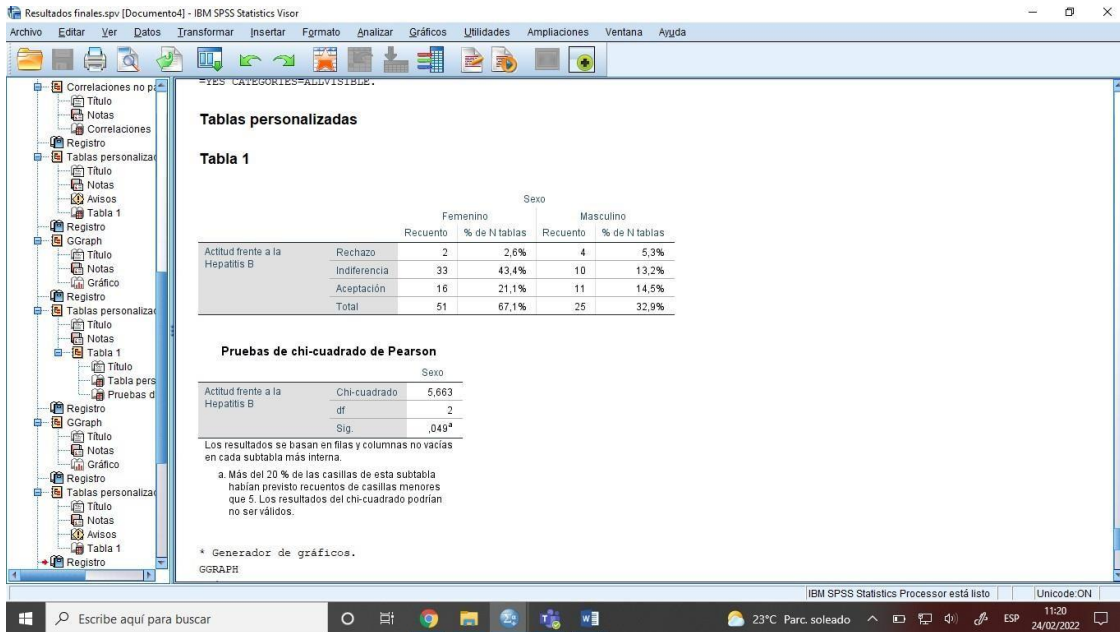 Resultados finales.spv [Documento4] - IBM SPSS Statistics Visor
Archivo Editar Ver Datos Transformar Insertar Formato Analizar Gráficos Utilidades Ampliaciones Ventana Ayuda
Correlaciones no pa
Título
Notas
Correlaciones
Registro
Tablas personalizad
Título
Notas
Avisos
Tabla 1
Registro
GGraph
Título
Notas
Gráfico
Registro
Tablas personalizad
Título
Notas
Tabla 1
Título
Tabla pers
Pruebas d
Registro
GGraph
Título
Notas
Gráfico
Registro
Tablas personalizad
Título
Notas
Avisos
Tabla 1
Registro
=YES CATEGORIES=ALLVISIBLE.
Tablas personalizadas
Tabla 1
Sexo
Femenino Masculino
Recuento % de N tablas Recuento % de N tablas
Actitud frente a la Rechazo 2 2,6% 4 5,3%
Hepatitis B Indiferencia 33 43,4% 10 13,2%
Aceptación 16 21,1% 11 14,5%
Total 51 67,1% 25 32,9%
Pruebas de chi-cuadrado de Pearson
Sexo
Actitud frente a la Chi-cuadrado 5,663
Hepatitis B df 2
Sig. ,049a
Los resultados se basan en filas y columnas no vacías
en cada subtabla más interna.
a. Más del 20 % de las casillas de esta subtabla
habían previsto recuentos de casillas menores
que 5. Los resultados del chi-cuadrado podrían
no ser válidos.
* Generador de gráficos.
GGRAPH
IBM SPSS Statistics Processor está listo Unicode:ON
Escribe aquí para buscar 23°C Parc. soleado ESP 11:20
24/02/2022